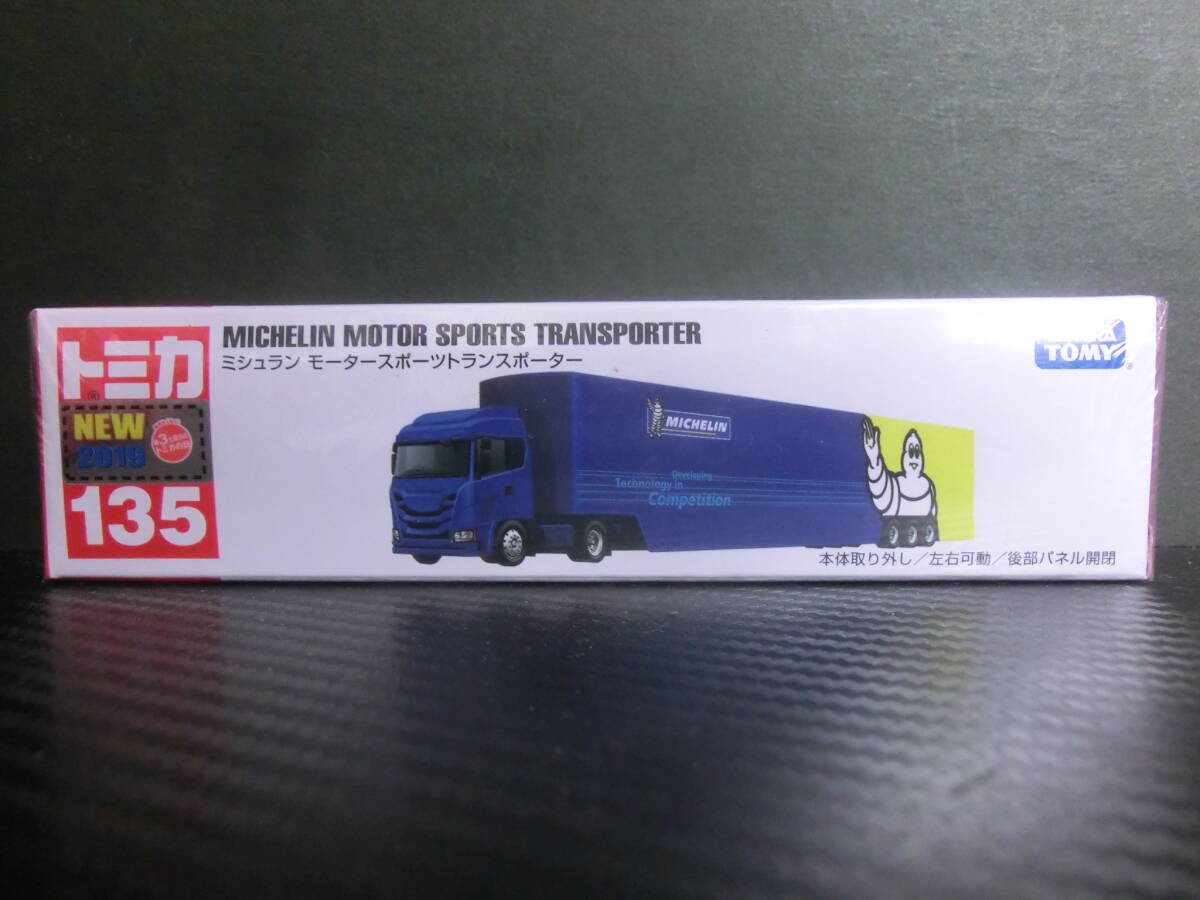 トミカ
®
NEW
2019
135
MICHELIN MOTOR SPORTS TRANSPORTER
ミシュラン モータースポーツトランスポーター
TOMY
®
MICHELIN
Developing
Technology in
Competition
本体取り外し/左右可動/後部パネル開閉